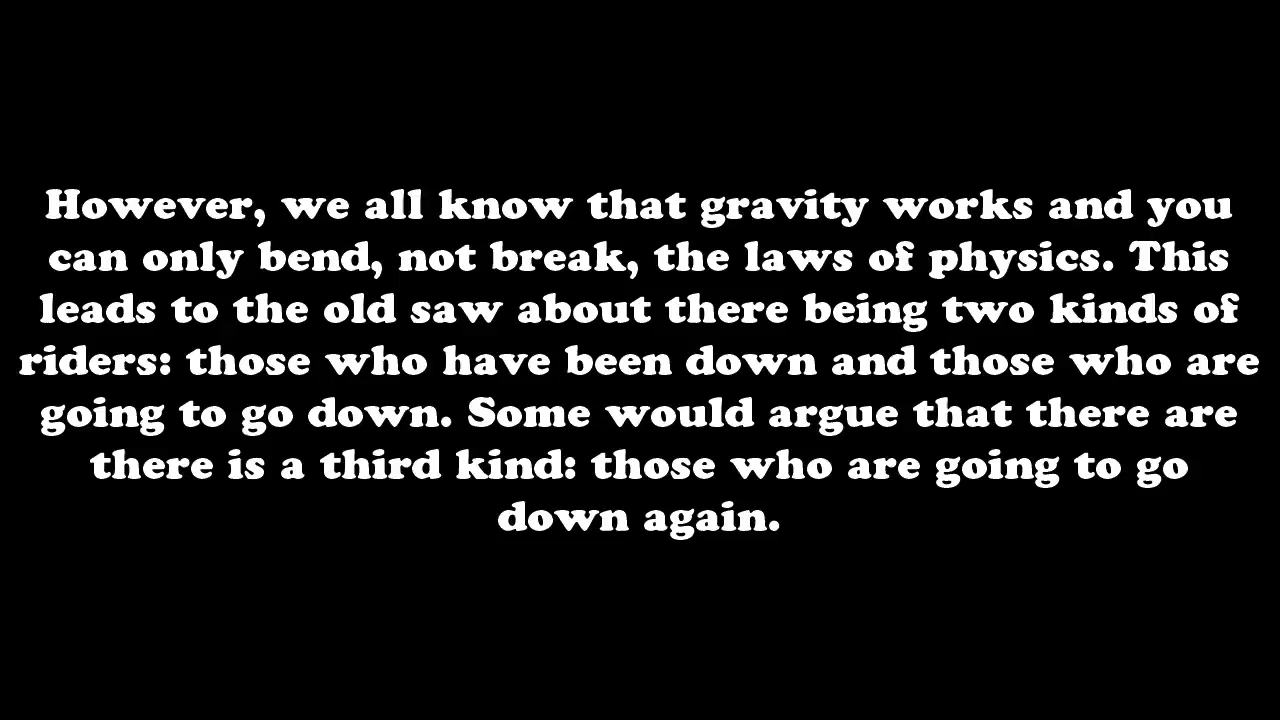 However, we all know that gravity works and you
can only bend, not break, the laws of physics. This
leads to the old saw about there being two kinds of
riders: those who have been down and those who are
going to go down. Some would argue that there are
there is a third kind: those who are going to go
down again.